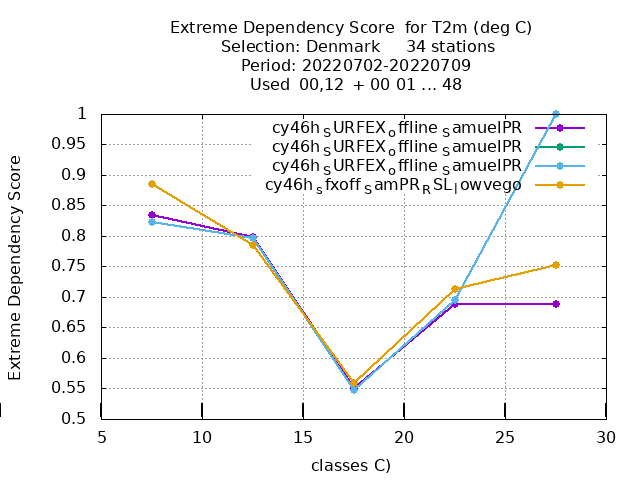 Extreme Dependency Score  for T2m (deg C)
Selection: Denmark     34 stations
Period: 20220702-20220709
Used  00,12  + 00 01 ... 48
cy46h_SURFEX_offline_SamuelPR
cy46h_SURFEX_offline_SamuelPR
cy46h_SURFEX_offline_SamuelPR
cy46h_sfxoff_SamPR_RSL_lowvego
Extreme Dependency Score
1
0.95
0.9
0.85
0.8
0.75
0.7
0.65
0.6
0.55
0.5
5 10 15 20 25 30
classes C)